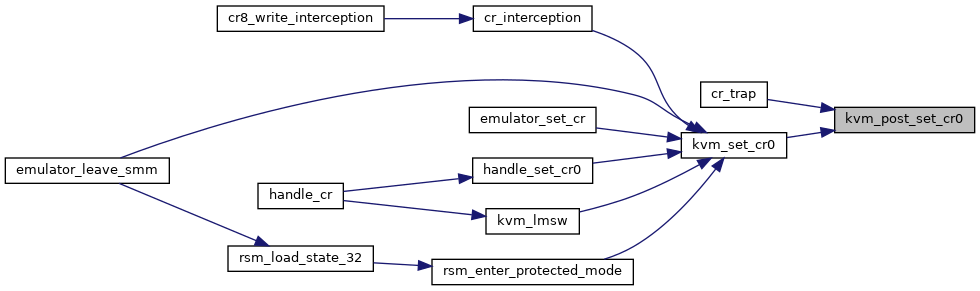 cr8_write_interception
cr_interception
cr_trap
emulator_set_cr
kvm_post_set_cr0
kvm_set_cr0
emulator_leave_smm
handle_set_cr0
handle_cr
kvm_lmsw
rsm_load_state_32
rsm_enter_protected_mode